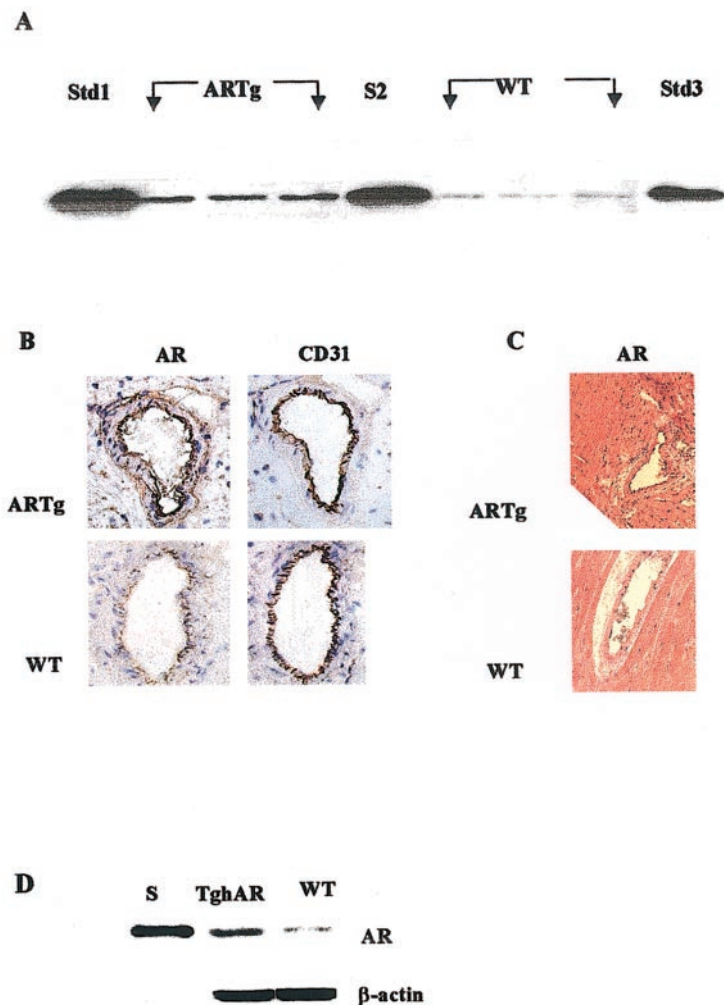 A
Std1 ARTg S2 WT Std3
B
AR CD31
ARTg
WT
C
AR
ARTg
WT
D
S TghAR WT
AR
β-actin